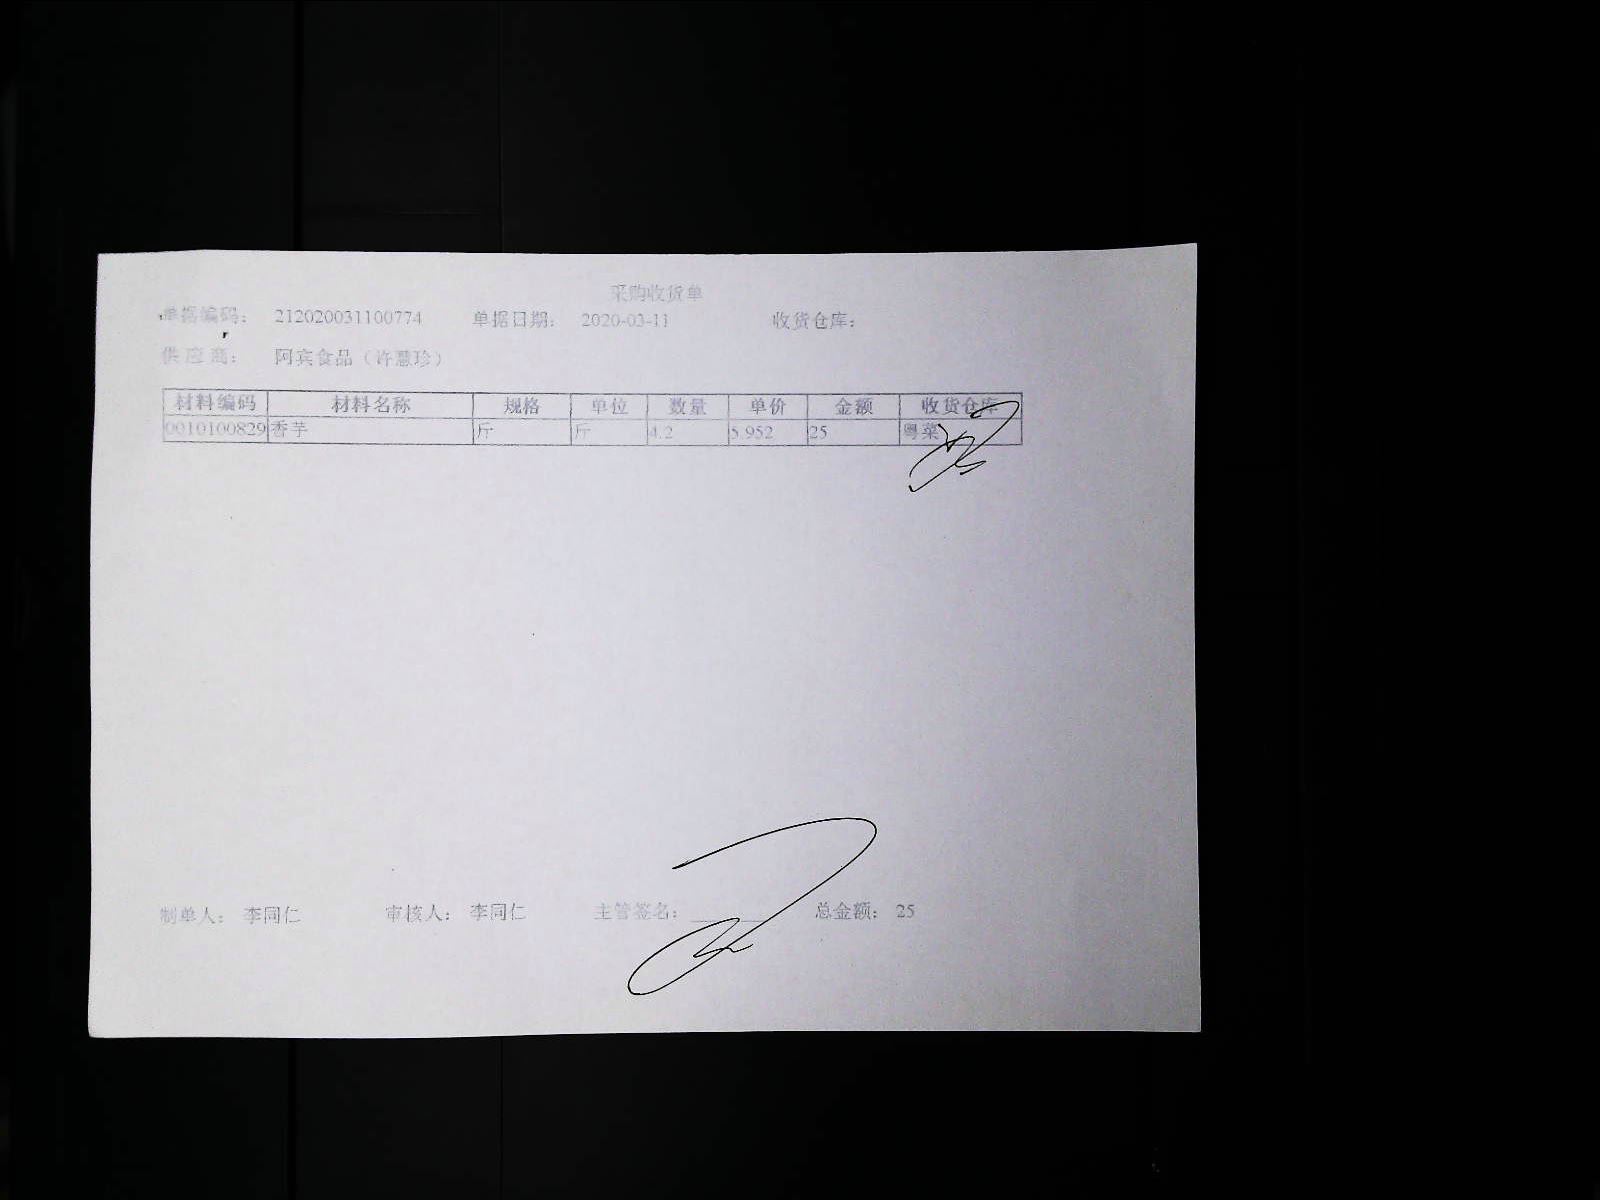 采购收货单
单据编码： 212020031100774 单据日期： 2020-03-11 收货仓库：
供应商： 阿宾食品（许慧珍）
材料编码 材料名称 规格 单位 数量 单价 金额 收货仓库
0010100829 香芋 斤 斤 4.2 5.952 25 粤菜
制单人： 李同仁 审核人： 李同仁 主管签名： 总金额： 25